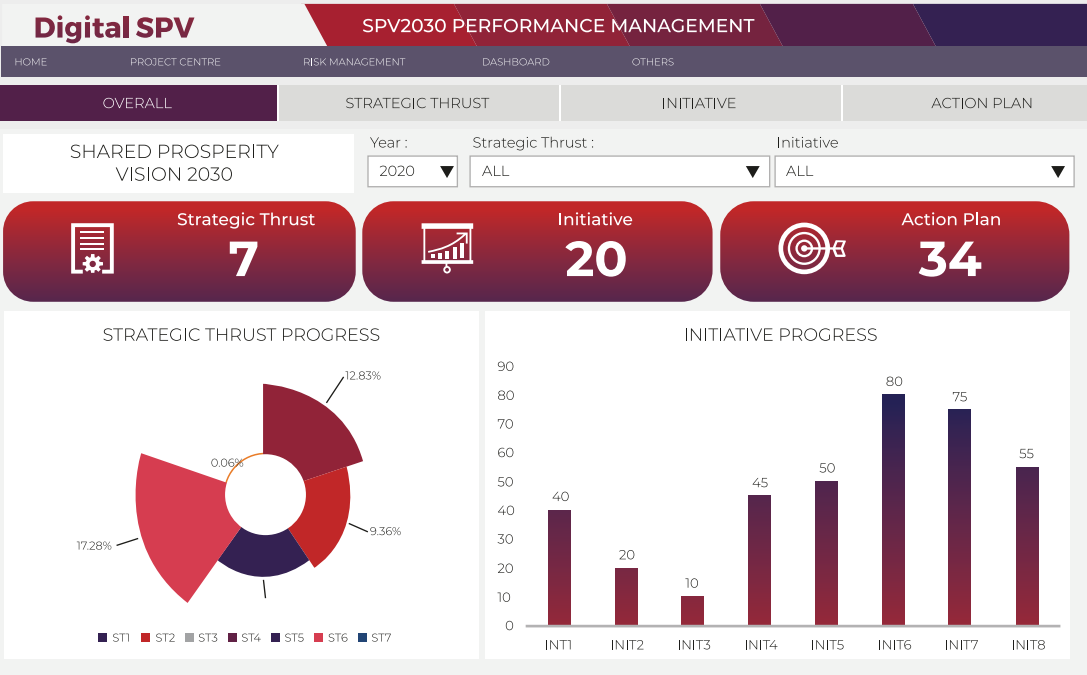 Digital SPV
SPV2030 PERFORMANCE MANAGEMENT
HOME PROJECT CENTRE RISK MANAGEMENT DASHBOARD OTHERS
OVERALL STRATEGIC THRUST INITIATIVE ACTION PLAN
SHARED PROSPERITY
VISION 2030
Year : Strategic Thrust : Initiative
2020 ALL ALL
Strategic Thrust
7
Initiative
20
Action Plan
34
STRATEGIC THRUST PROGRESS
12.83%
0.06%
9.36%
17.28%
ST1 ST2 ST3 ST4 ST5 ST6 ST7
INITIATIVE PROGRESS
90
80
70
60
50
40
30
20
10
0
40 20 10 45 50 80 75 55
INT1 INIT2 INIT3 INIT4 INIT5 INIT6 INIT7 INIT8